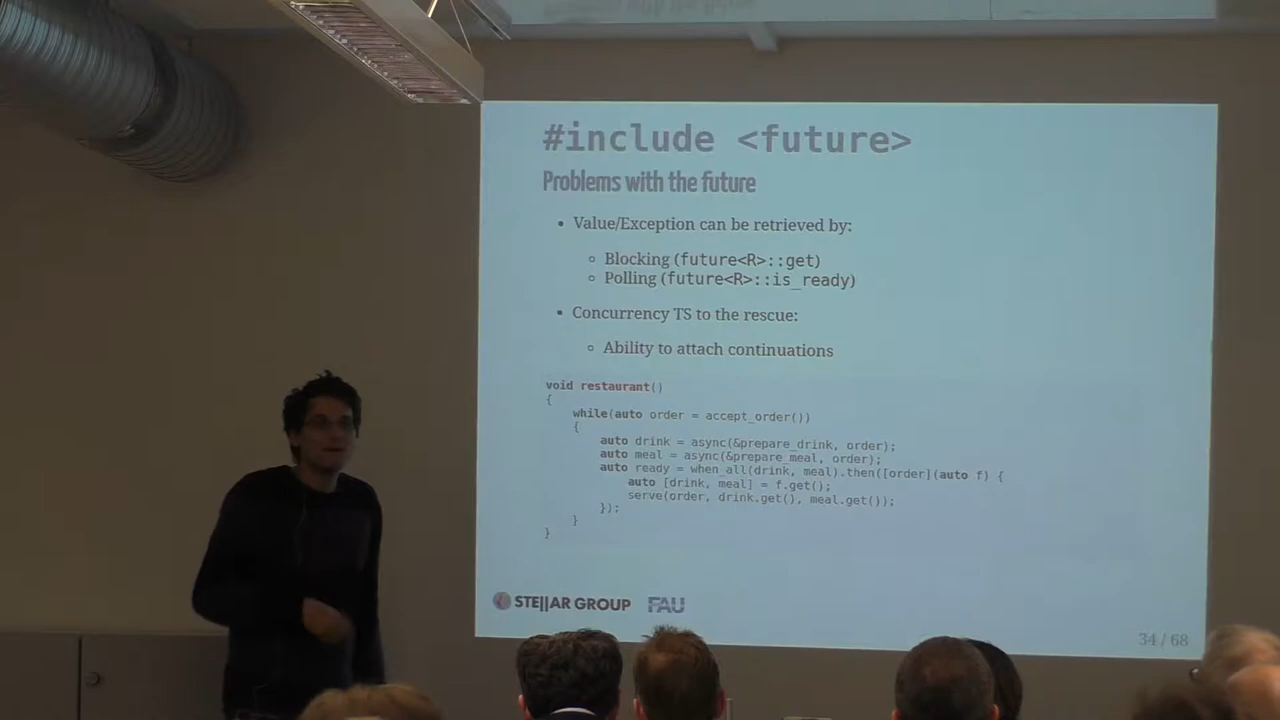 #include <future>
Problems with the future
• Value/Exception can be retrieved by:
◦ Blocking (future<R>::get)
◦ Polling (future<R>::is_ready)
• Concurrency TS to the rescue:
◦ Ability to attach continuations
void restaurant()
{
    while(auto order = accept_order())
    {
        auto drink = async(&prepare_drink, order);
        auto meal = async(&prepare_meal, order);
        auto ready = when_all(drink, meal).then([order](auto f) {
            auto [drink, meal] = f.get();
            serve(order, drink.get(), meal.get());
        });
    }
}
STE||AR GROUP FAU
34 / 68